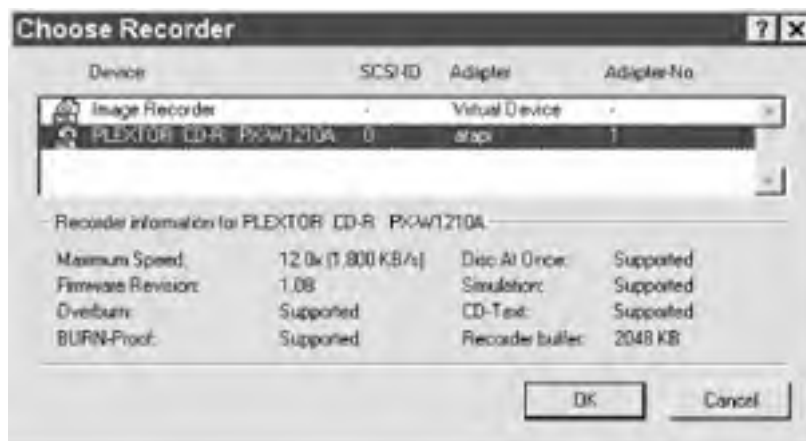 Choose Recorder
Device SCSI-ID Adapter Adapter-No
Image Recorder - Virtual Device -
PLEXTOR CD-R PX-W1210A 0 atapi 1
Recorder information for PLEXTOR CD-R PX-W1210A
Maximum Speed: 12.0x (1.800 KB/s) Disc At Once: Supported
Firmware Revision: 1.08 Simulation: Supported
Overburn: Supported CD-Text: Supported
BURN-Proof: Supported Recorder buffer: 2048 KB
OK Cancel